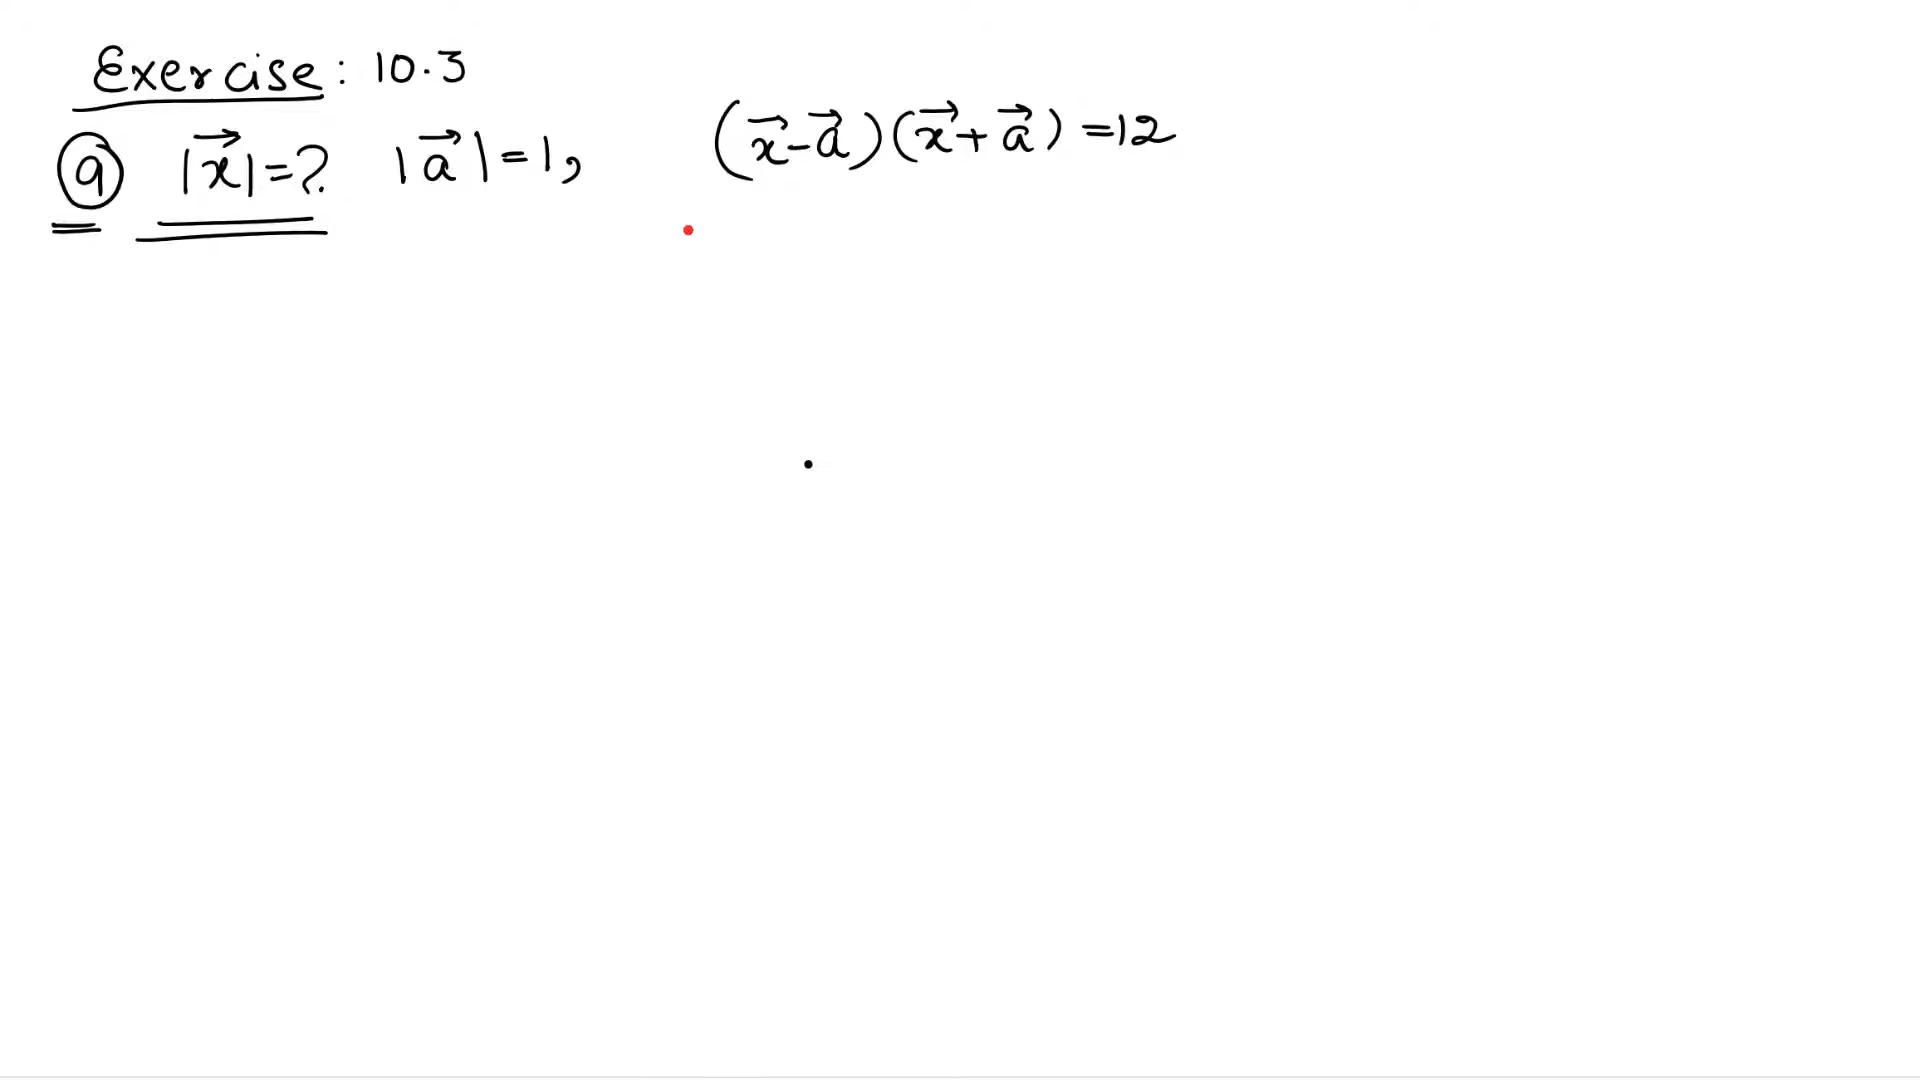 Exercise: 10.3
⑨ |x⃗|=? |a⃗|=1, (x⃗-a⃗)(x⃗+a⃗)=12